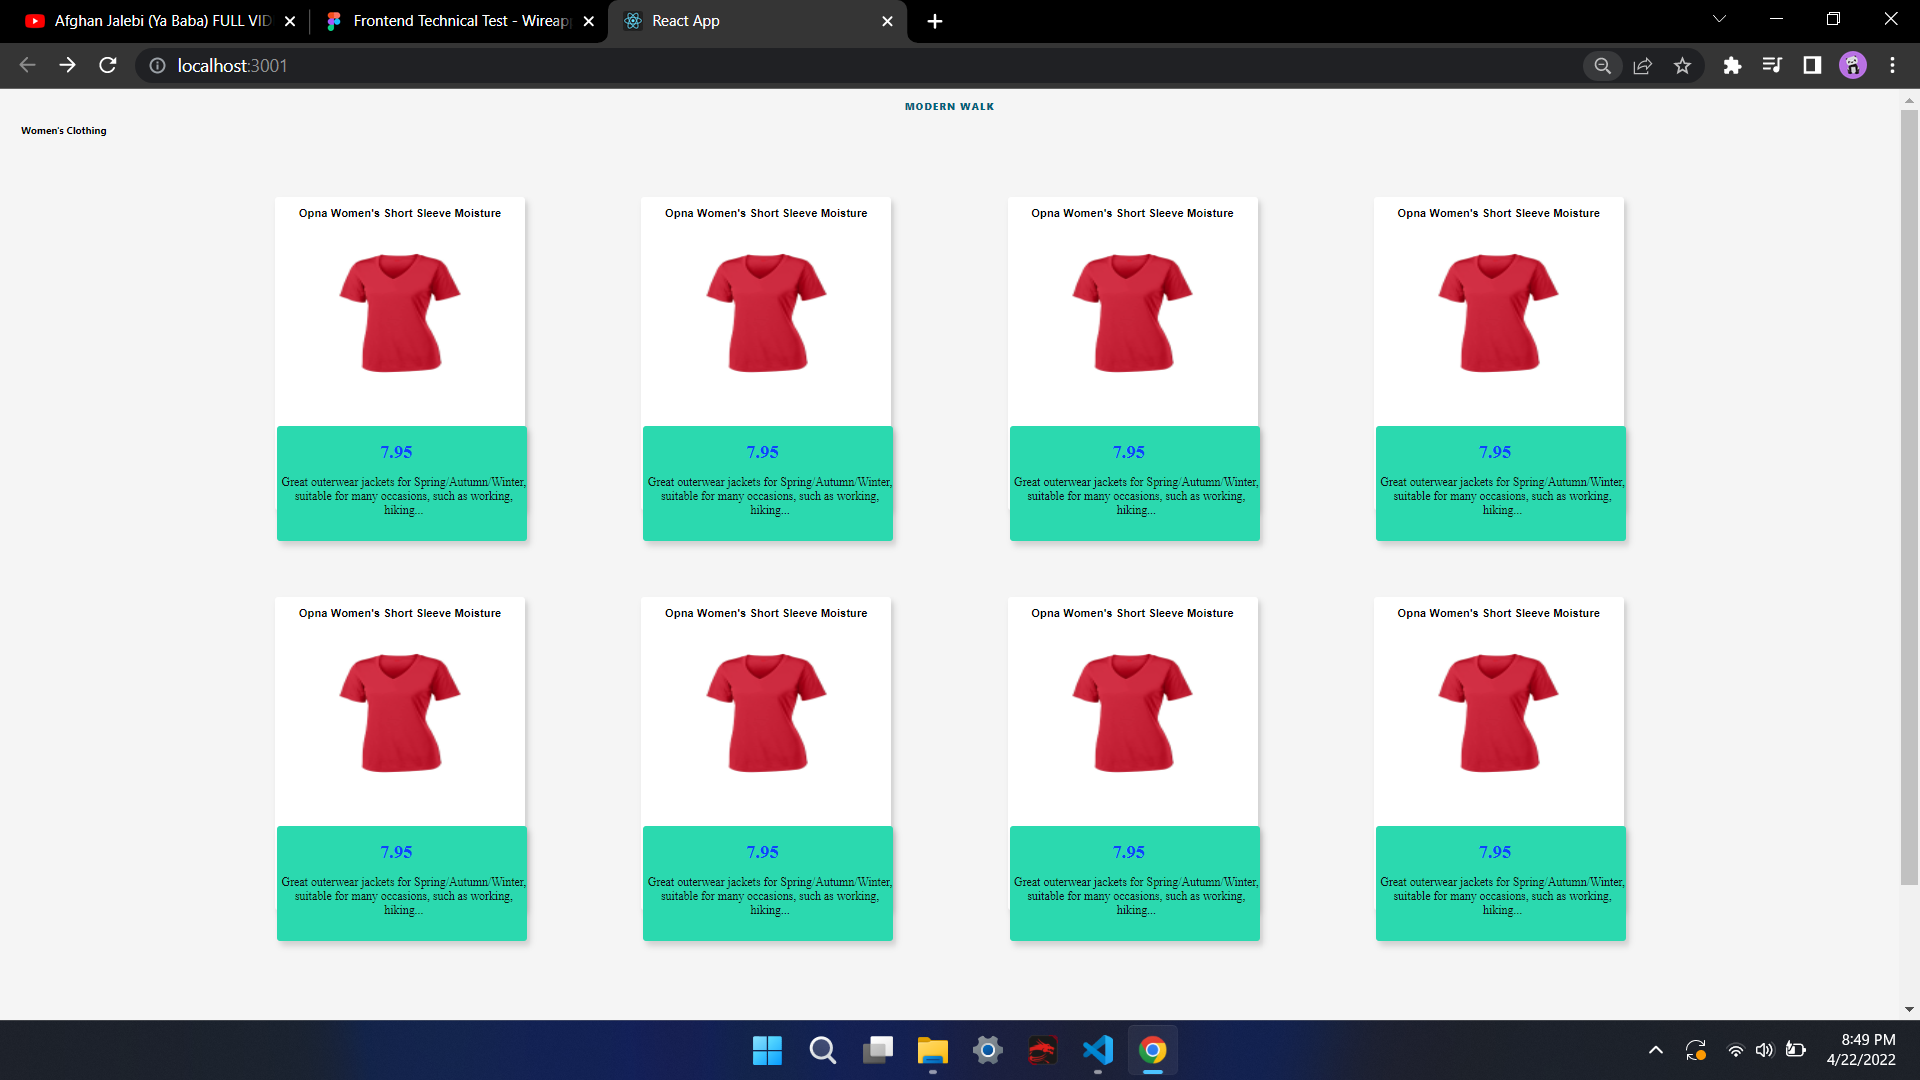 Afghan Jalebi (Ya Baba) FULL VID
Frontend Technical Test - Wireapp
React App
localhost:3001
MODERN WALK
Women's Clothing
Opna Women's Short Sleeve Moisture
Opna Women's Short Sleeve Moisture
Opna Women's Short Sleeve Moisture
Opna Women's Short Sleeve Moisture
7.95
Great outerwear jackets for Spring/Autumn/Winter,
suitable for many occasions, such as working,
hiking...
7.95
Great outerwear jackets for Spring/Autumn/Winter,
suitable for many occasions, such as working,
hiking...
7.95
Great outerwear jackets for Spring/Autumn/Winter,
suitable for many occasions, such as working,
hiking...
7.95
Great outerwear jackets for Spring/Autumn/Winter,
suitable for many occasions, such as working,
hiking...
Opna Women's Short Sleeve Moisture
Opna Women's Short Sleeve Moisture
Opna Women's Short Sleeve Moisture
Opna Women's Short Sleeve Moisture
7.95
Great outerwear jackets for Spring/Autumn/Winter,
suitable for many occasions, such as working,
hiking...
7.95
Great outerwear jackets for Spring/Autumn/Winter,
suitable for many occasions, such as working,
hiking...
7.95
Great outerwear jackets for Spring/Autumn/Winter,
suitable for many occasions, such as working,
hiking...
7.95
Great outerwear jackets for Spring/Autumn/Winter,
suitable for many occasions, such as working,
hiking...
8:49 PM
4/22/2022